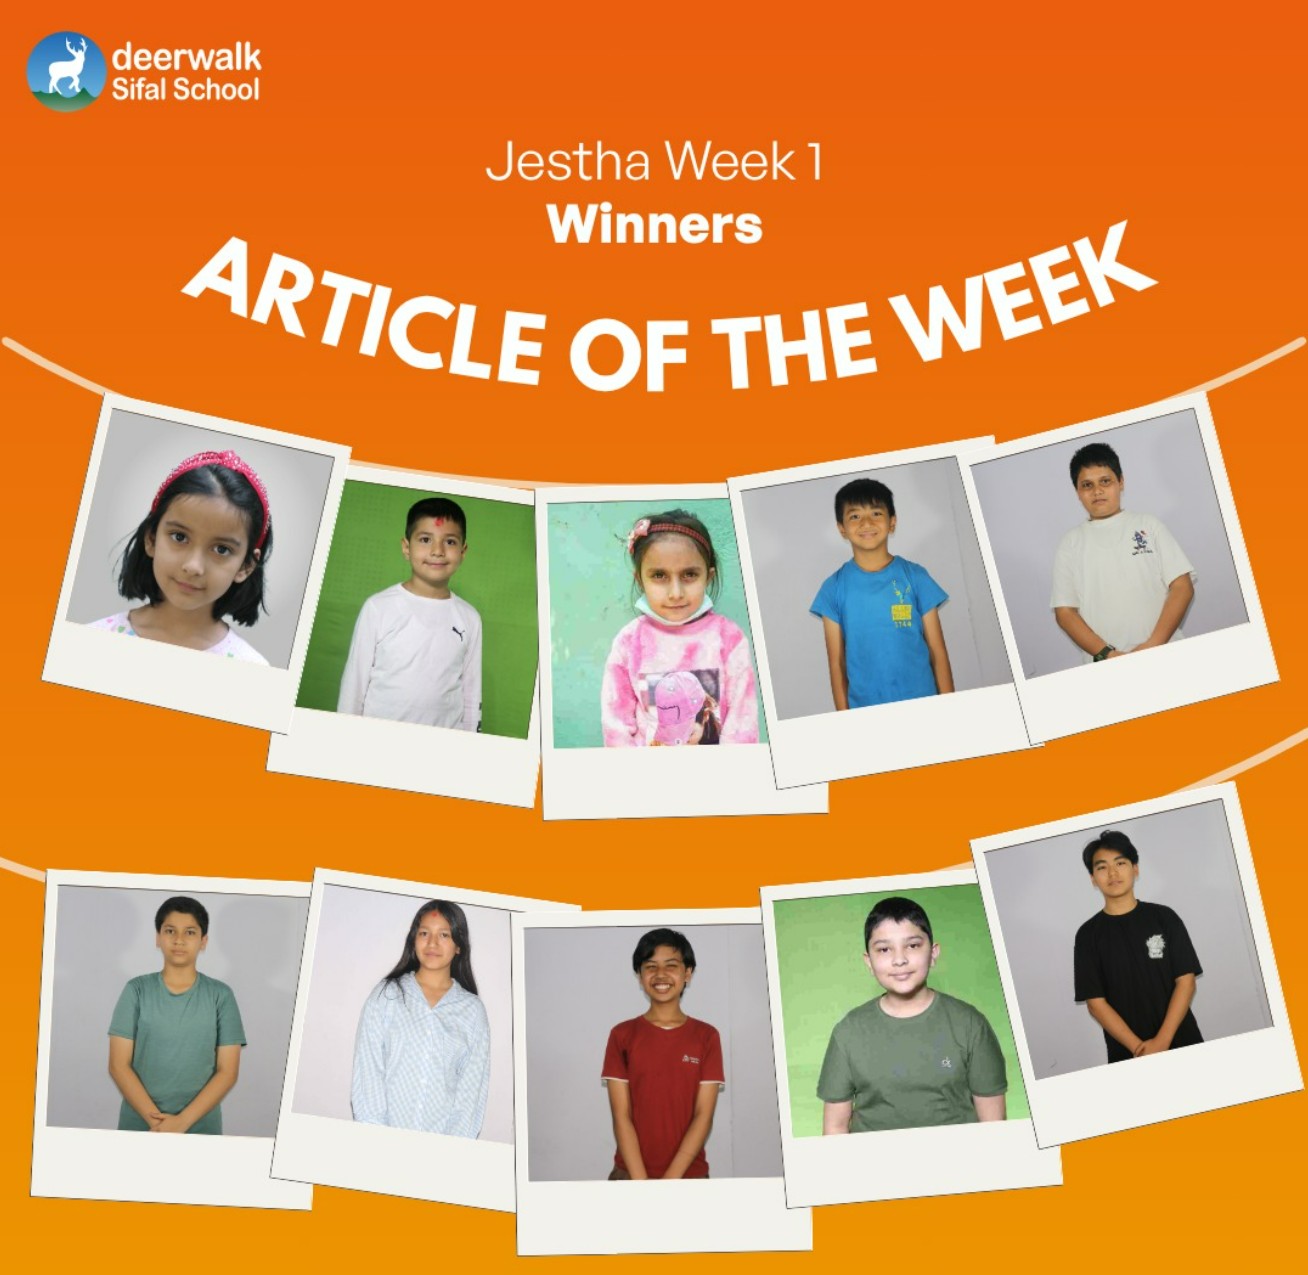 deerwalk
Sifal School
Jestha Week 1
Winners
ARTICLE OF THE WEEK